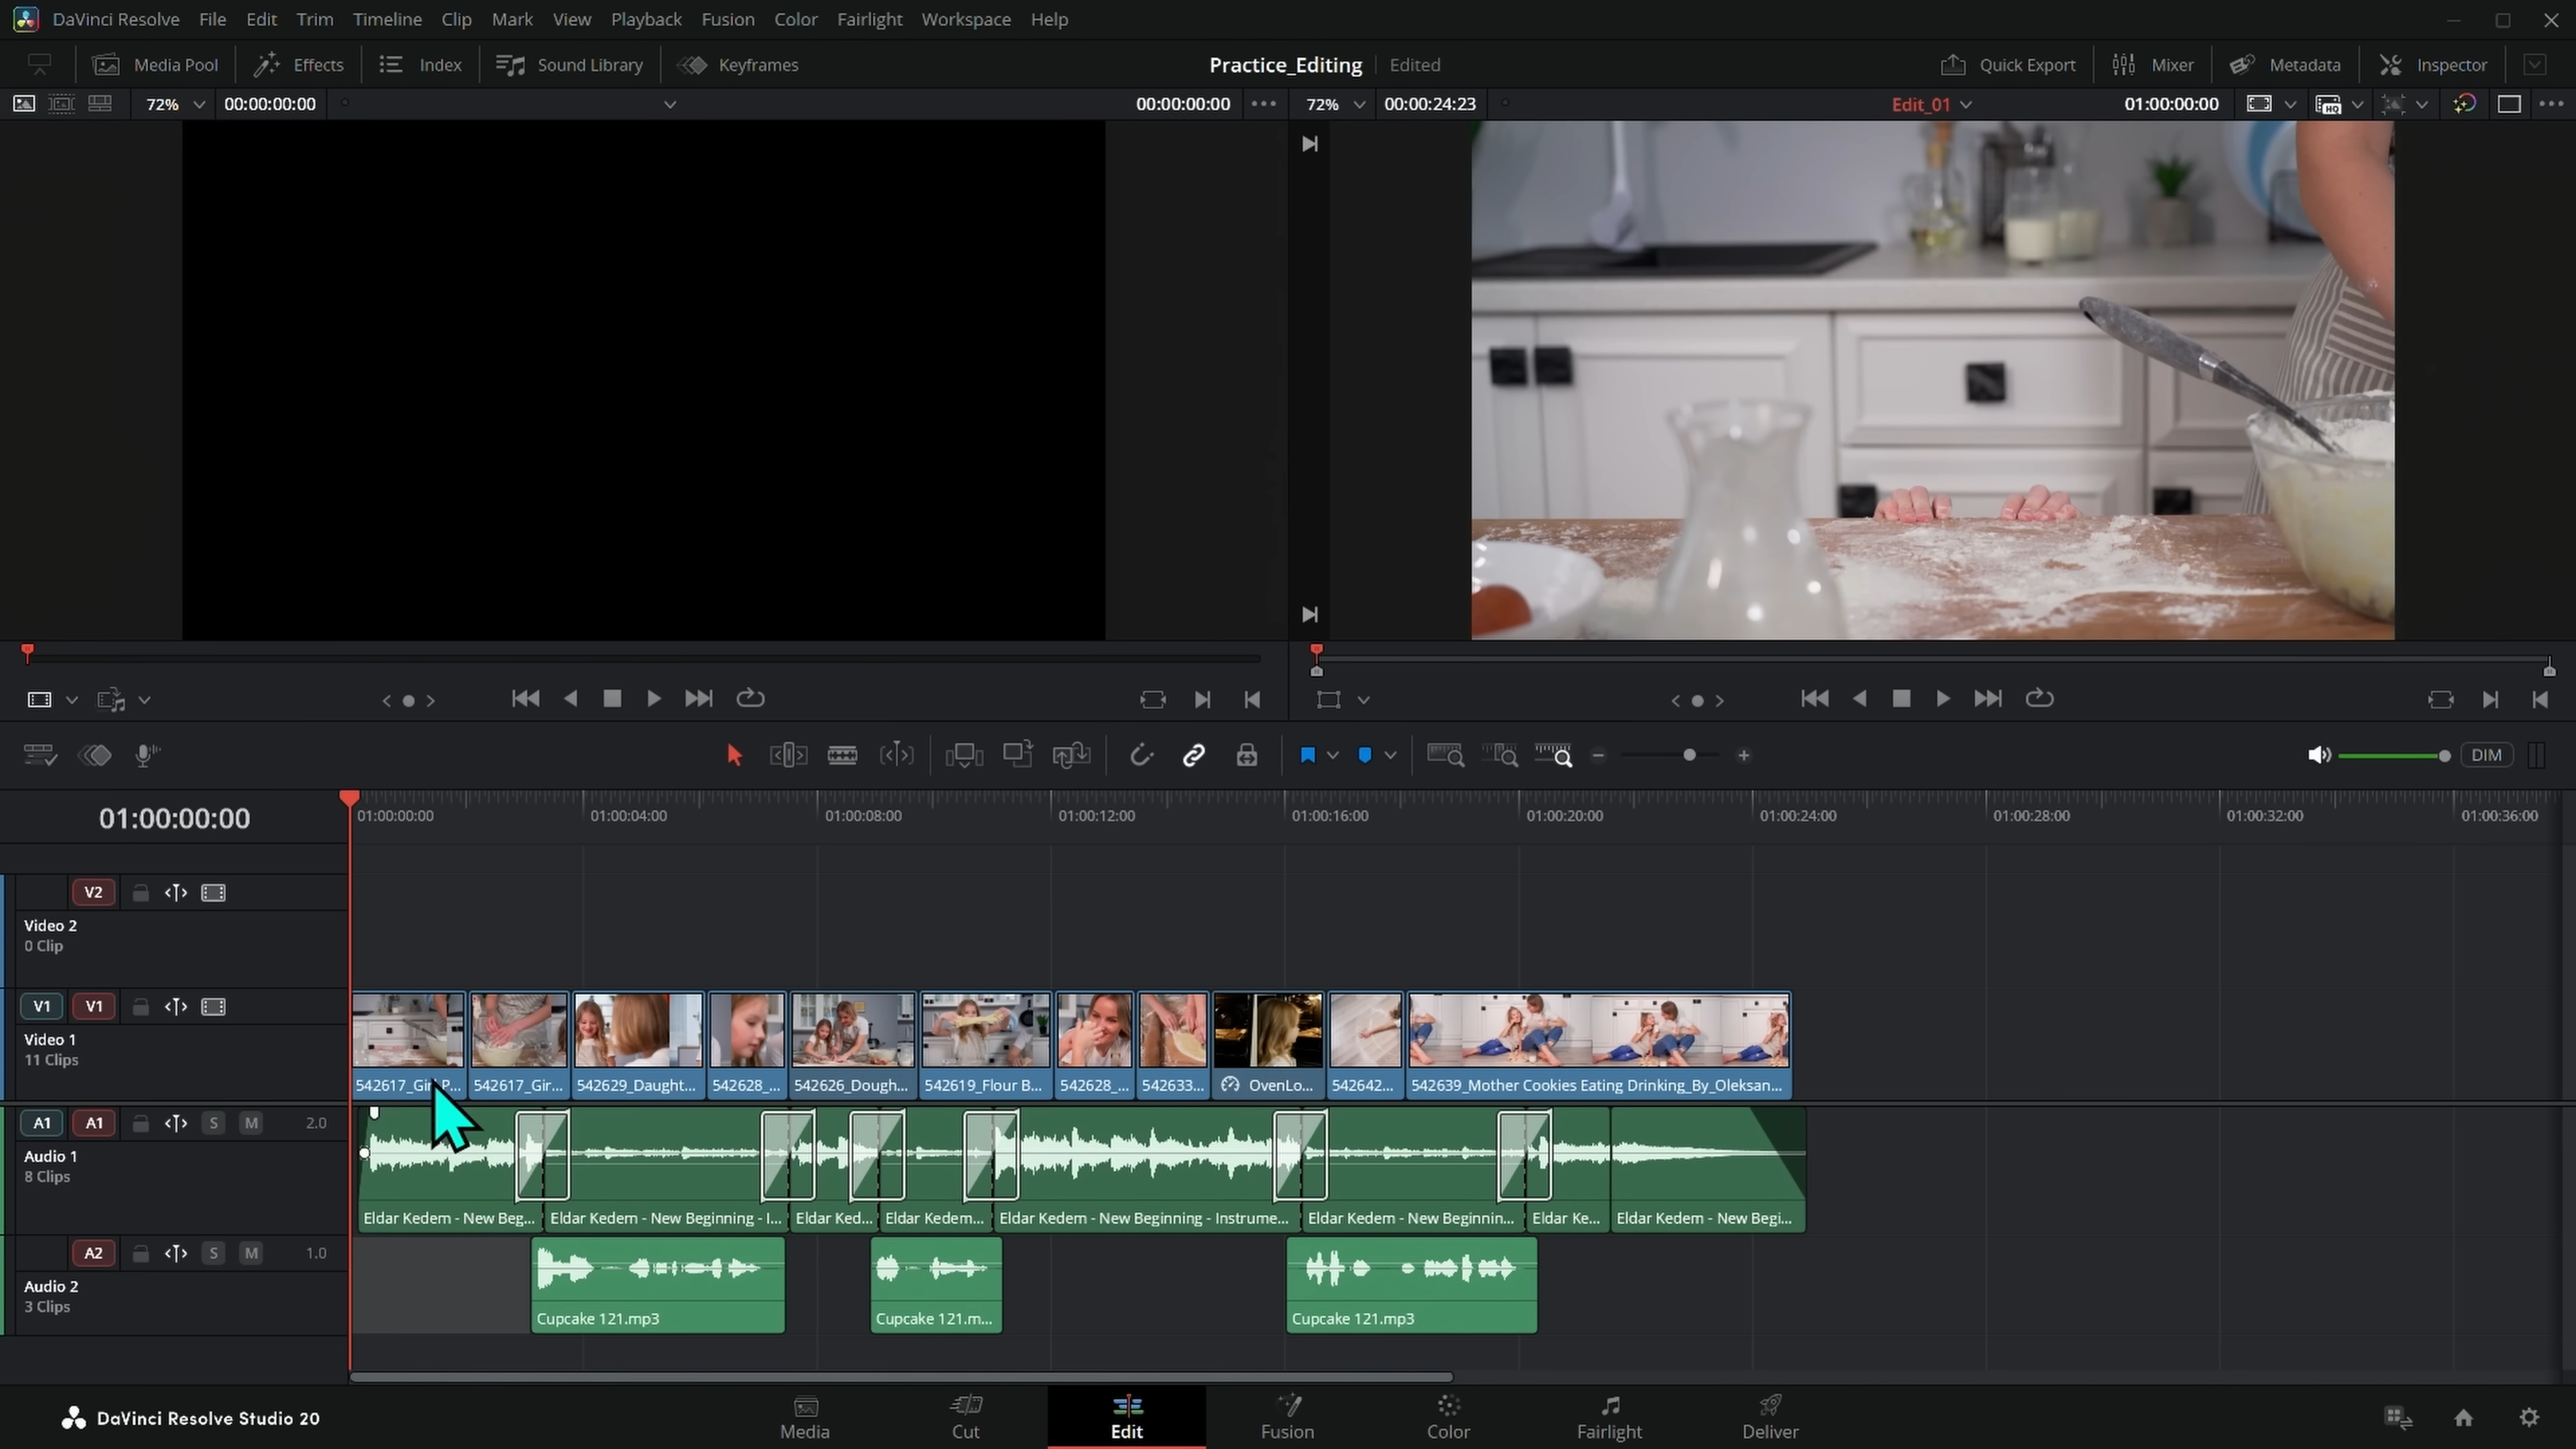 DaVinci Resolve File Edit Trim Timeline Clip Mark View Playback Fusion Color Fairlight Workspace Help
Media Pool Effects Index Sound Library Keyframes Practice_Editing Edited Quick Export Mixer Metadata Inspector
72% 00:00:00:00 00:00:00:00 72% 00:00:24:23 Edit_01 01:00:00:00 HQ
DIM
01:00:00:00 01:00:00:00 01:00:04:00 01:00:08:00 01:00:12:00 01:00:16:00 01:00:20:00 01:00:24:00 01:00:28:00 01:00:32:00 01:00:36:00
V2
Video 2
0 Clip
V1 V1
Video 1
11 Clips
542617_Girl P... 542617_Gir... 542629_Daught... 542628_... 542626_Dough... 542619_Flour B... 542628_... 542633... OvenLo... 542642... 542639_Mother Cookies Eating Drinking_By_Oleksan...
A1 A1 S M 2.0
Audio 1
8 Clips
Eldar Kedem - New Beg... Eldar Kedem - New Beginning - I... Eldar Ked... Eldar Kedem... Eldar Kedem - New Beginning - Instrume... Eldar Kedem - New Beginnin... Eldar Ke... Eldar Kedem - New Begi...
A2 S M 1.0
Audio 2
3 Clips
Cupcake 121.mp3 Cupcake 121.m... Cupcake 121.mp3
DaVinci Resolve Studio 20 Media Cut Edit Fusion Color Fairlight Deliver